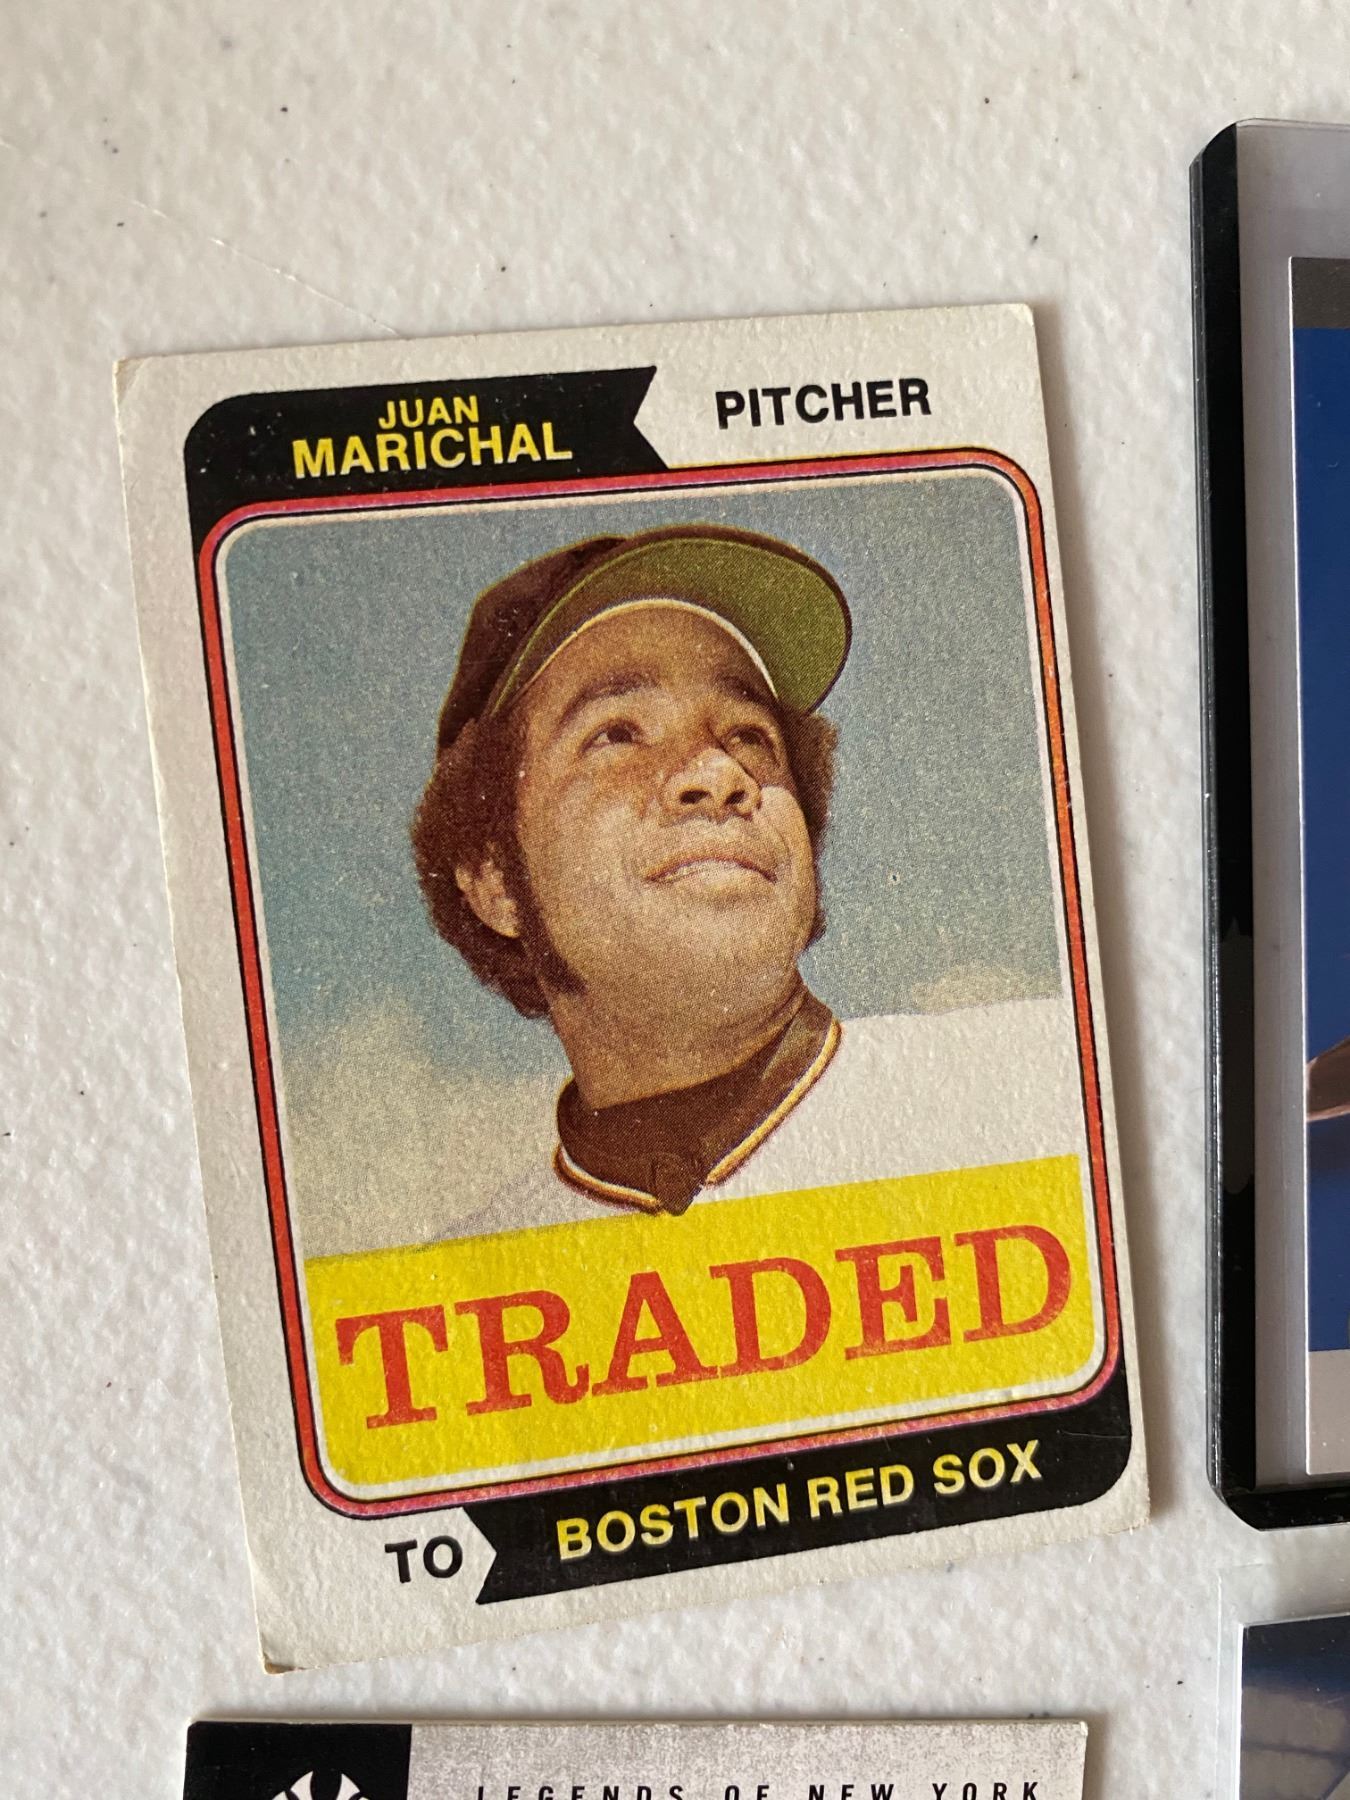 JUAN
MARICHAL
PITCHER
TRADED
TO
BOSTON RED SOX
LEGENDS OF NEW YORK